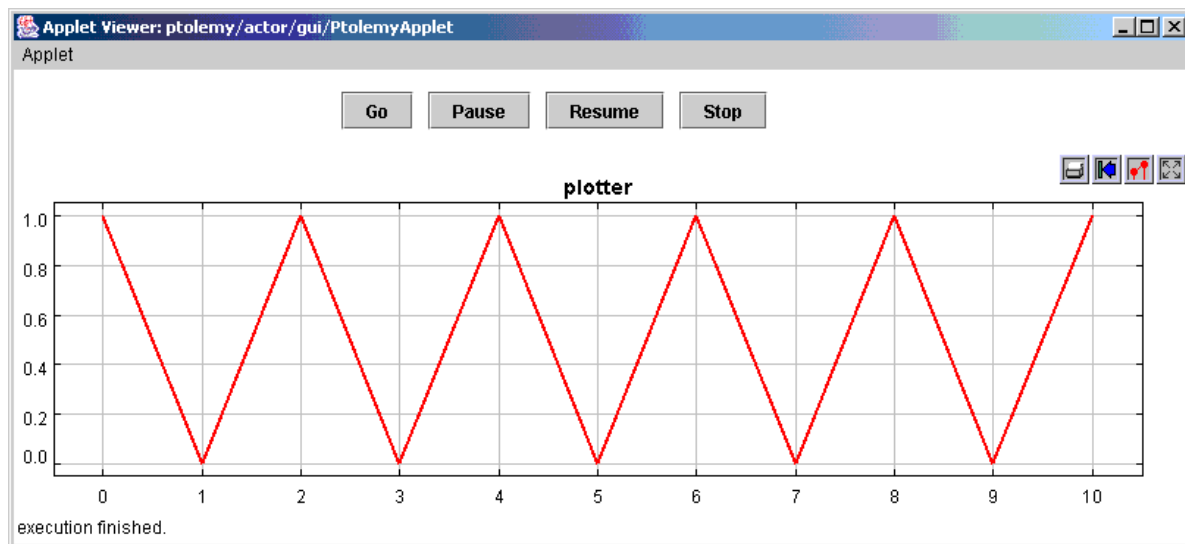 Applet Viewer: ptolemy/actor/gui/PtolemyApplet
Applet
Go Pause Resume Stop
plotter
1.0
0.8
0.6
0.4
0.2
0.0
0 1 2 3 4 5 6 7 8 9 10
execution finished.